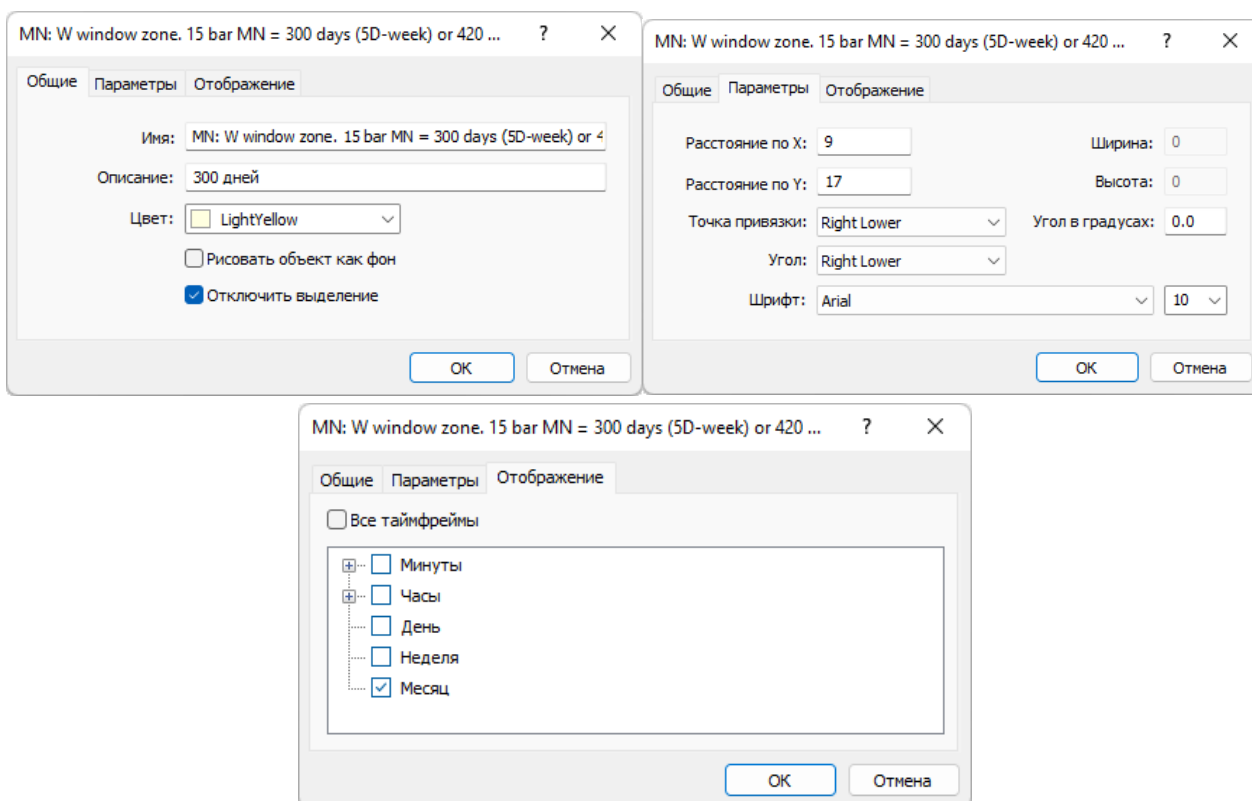 MN: W window zone. 15 bar MN = 300 days (5D-week) or 420 ... ?
Общие Параметры Отображение
Имя: MN: W window zone. 15 bar MN = 300 days (5D-week) or 4
Описание: 300 дней
Цвет: LightYellow
Рисовать объект как фон
Отключить выделение
OK Отмена
MN: W window zone. 15 bar MN = 300 days (5D-week) or 420 ... ?
Общие Параметры Отображение
Расстояние по X: 9 Ширина: 0
Расстояние по Y: 17 Высота: 0
Точка привязки: Right Lower Угол в градусах: 0.0
Угол: Right Lower
Шрифт: Arial 10
OK Отмена
MN: W window zone. 15 bar MN = 300 days (5D-week) or 420 ... ?
Общие Параметры Отображение
Все таймфреймы
Минуты
Часы
День
Неделя
Месяц
OK Отмена